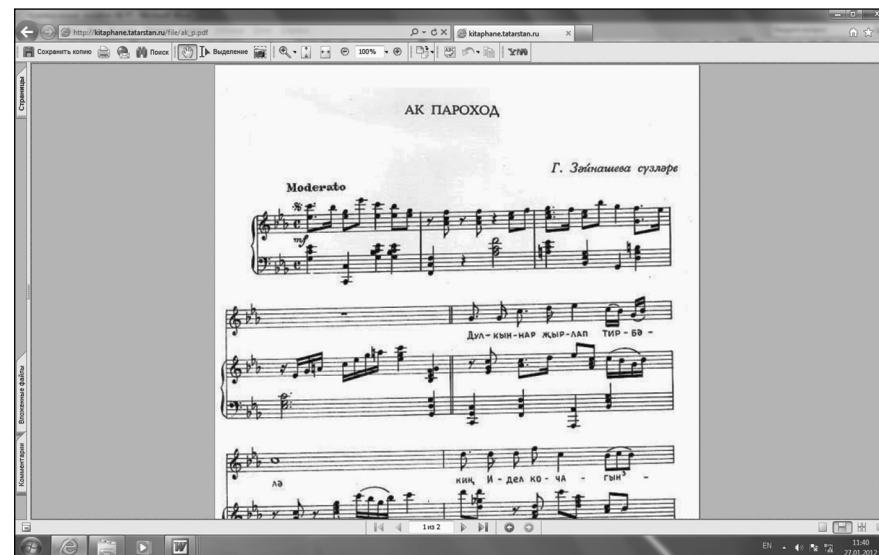 http://kitaphane.tatarstan.ru/file/ak_p.pdf
kitaphane.tatarstan.ru
Сохранить копию
Поиск
Выделение
100%
Страницы
АК ПАРОХОД
Г. Зәйнашева сүзләре
Moderato
mf
Дул-кын-нар җыр-лап тир-бә-
лә киң И-дел ко-ча-гын-
Вложенные файлы
Комментарии
1 из 2
EN
11:40
27.01.2012